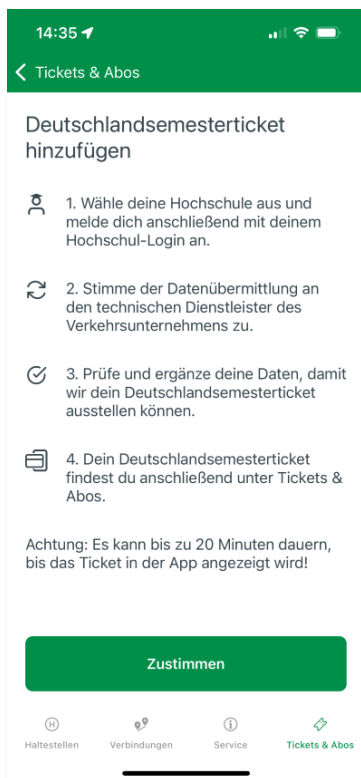 14:35
Tickets & Abos
Deutschlandsemesterticket
hinzufügen
1. Wähle deine Hochschule aus und
melde dich anschließend mit deinem
Hochschul-Login an.
2. Stimme der Datenübermittlung an
den technischen Dienstleister des
Verkehrsunternehmens zu.
3. Prüfe und ergänze deine Daten, damit
wir dein Deutschlandsemesterticket
ausstellen können.
4. Dein Deutschlandsemesterticket
findest du anschließend unter Tickets &
Abos.
Achtung: Es kann bis zu 20 Minuten dauern,
bis das Ticket in der App angezeigt wird!
Zustimmen
H
Haltestellen Verbindungen Service Tickets & Abos